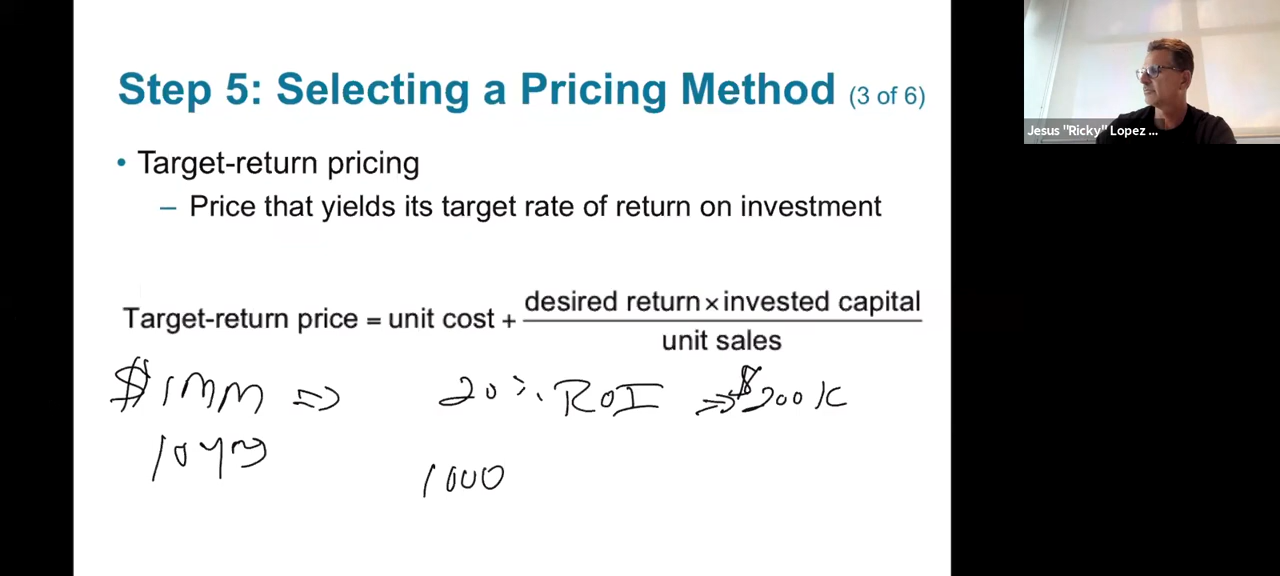 Step 5: Selecting a Pricing Method (3 of 6)
• Target-return pricing
– Price that yields its target rate of return on investment
Target-return price = unit cost + desired return × invested capital
unit sales
$1MM ⇒ 20% ROI ⇒ $200K
10 yrs
1000
Jesus "Ricky" Lopez ...